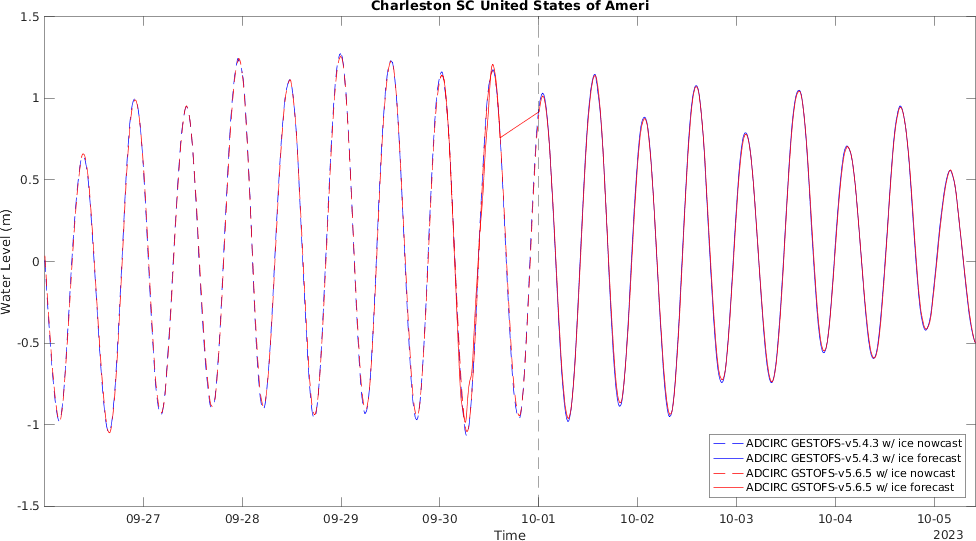 Charleston SC United States of Ameri
1.5
1
0.5
0
-0.5
-1
-1.5
Water Level (m)
09-27 09-28 09-29 09-30 10-01 10-02 10-03 10-04 10-05
Time
2023
ADCIRC GESTOFS-v5.4.3 w/ ice nowcast
ADCIRC GESTOFS-v5.4.3 w/ ice forecast
ADCIRC GSTOFS-v5.6.5 w/ ice nowcast
ADCIRC GSTOFS-v5.6.5 w/ ice forecast